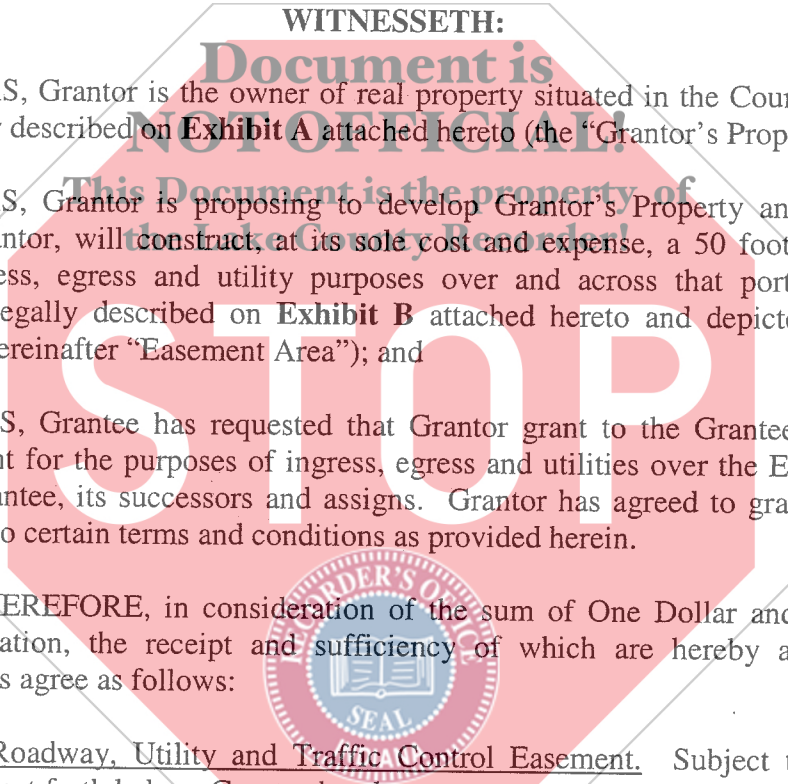 WITNESSETH:
Document is
S, Grantor is the owner of real property situated in the Cou
described on Exhibit A attached hereto (the “Grantor’s Prop
NOT OFFICIAL!
This Document is the property of
S, Grantor is proposing to develop Grantor’s Property an
ntor, will construct, at its sole cost and expense, a 50 foot
the Lake County Recorder!
ess, egress and utility purposes over and across that port
egally described on Exhibit B attached hereto and depicte
ereinafter “Easement Area”); and
STOP
S, Grantee has requested that Grantor grant to the Grantee
nt for the purposes of ingress, egress and utilities over the E
antee, its successors and assigns. Grantor has agreed to gra
o certain terms and conditions as provided herein.
EREFORE, in consideration of the sum of One Dollar and
ation, the receipt and sufficiency of which are hereby a
s agree as follows:
RECORDER'S OFFICE
SEAL
Roadway, Utility and Traffic Control Easement. Subject t